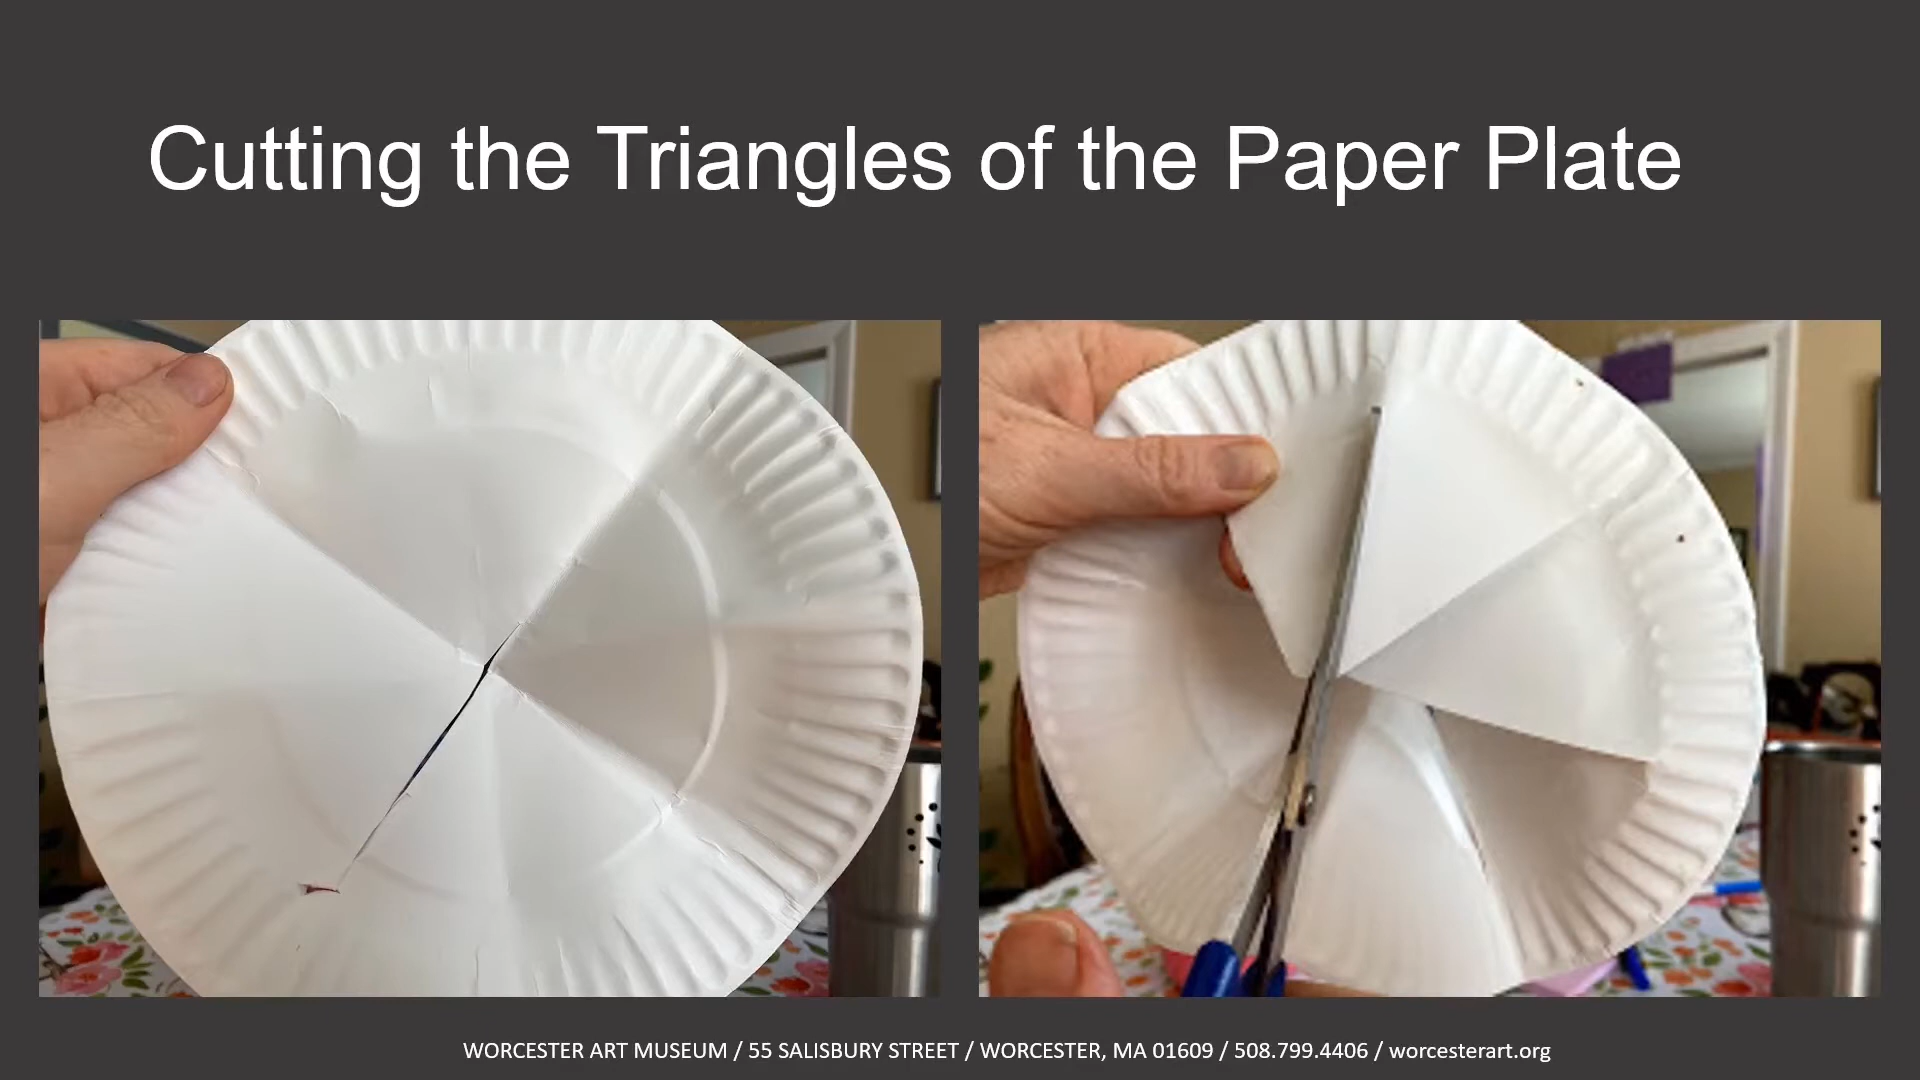 Cutting the Triangles of the Paper Plate
WORCESTER ART MUSEUM / 55 SALISBURY STREET / WORCESTER, MA 01609 / 508.799.4406 / worcesterart.org